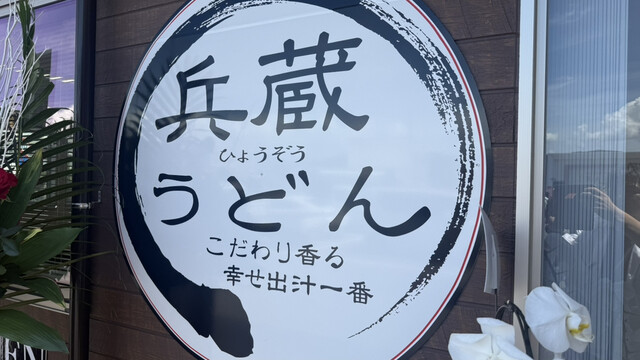 兵蔵
ひょうぞう
うどん
こだわり香る
幸せ出汁一番
EN